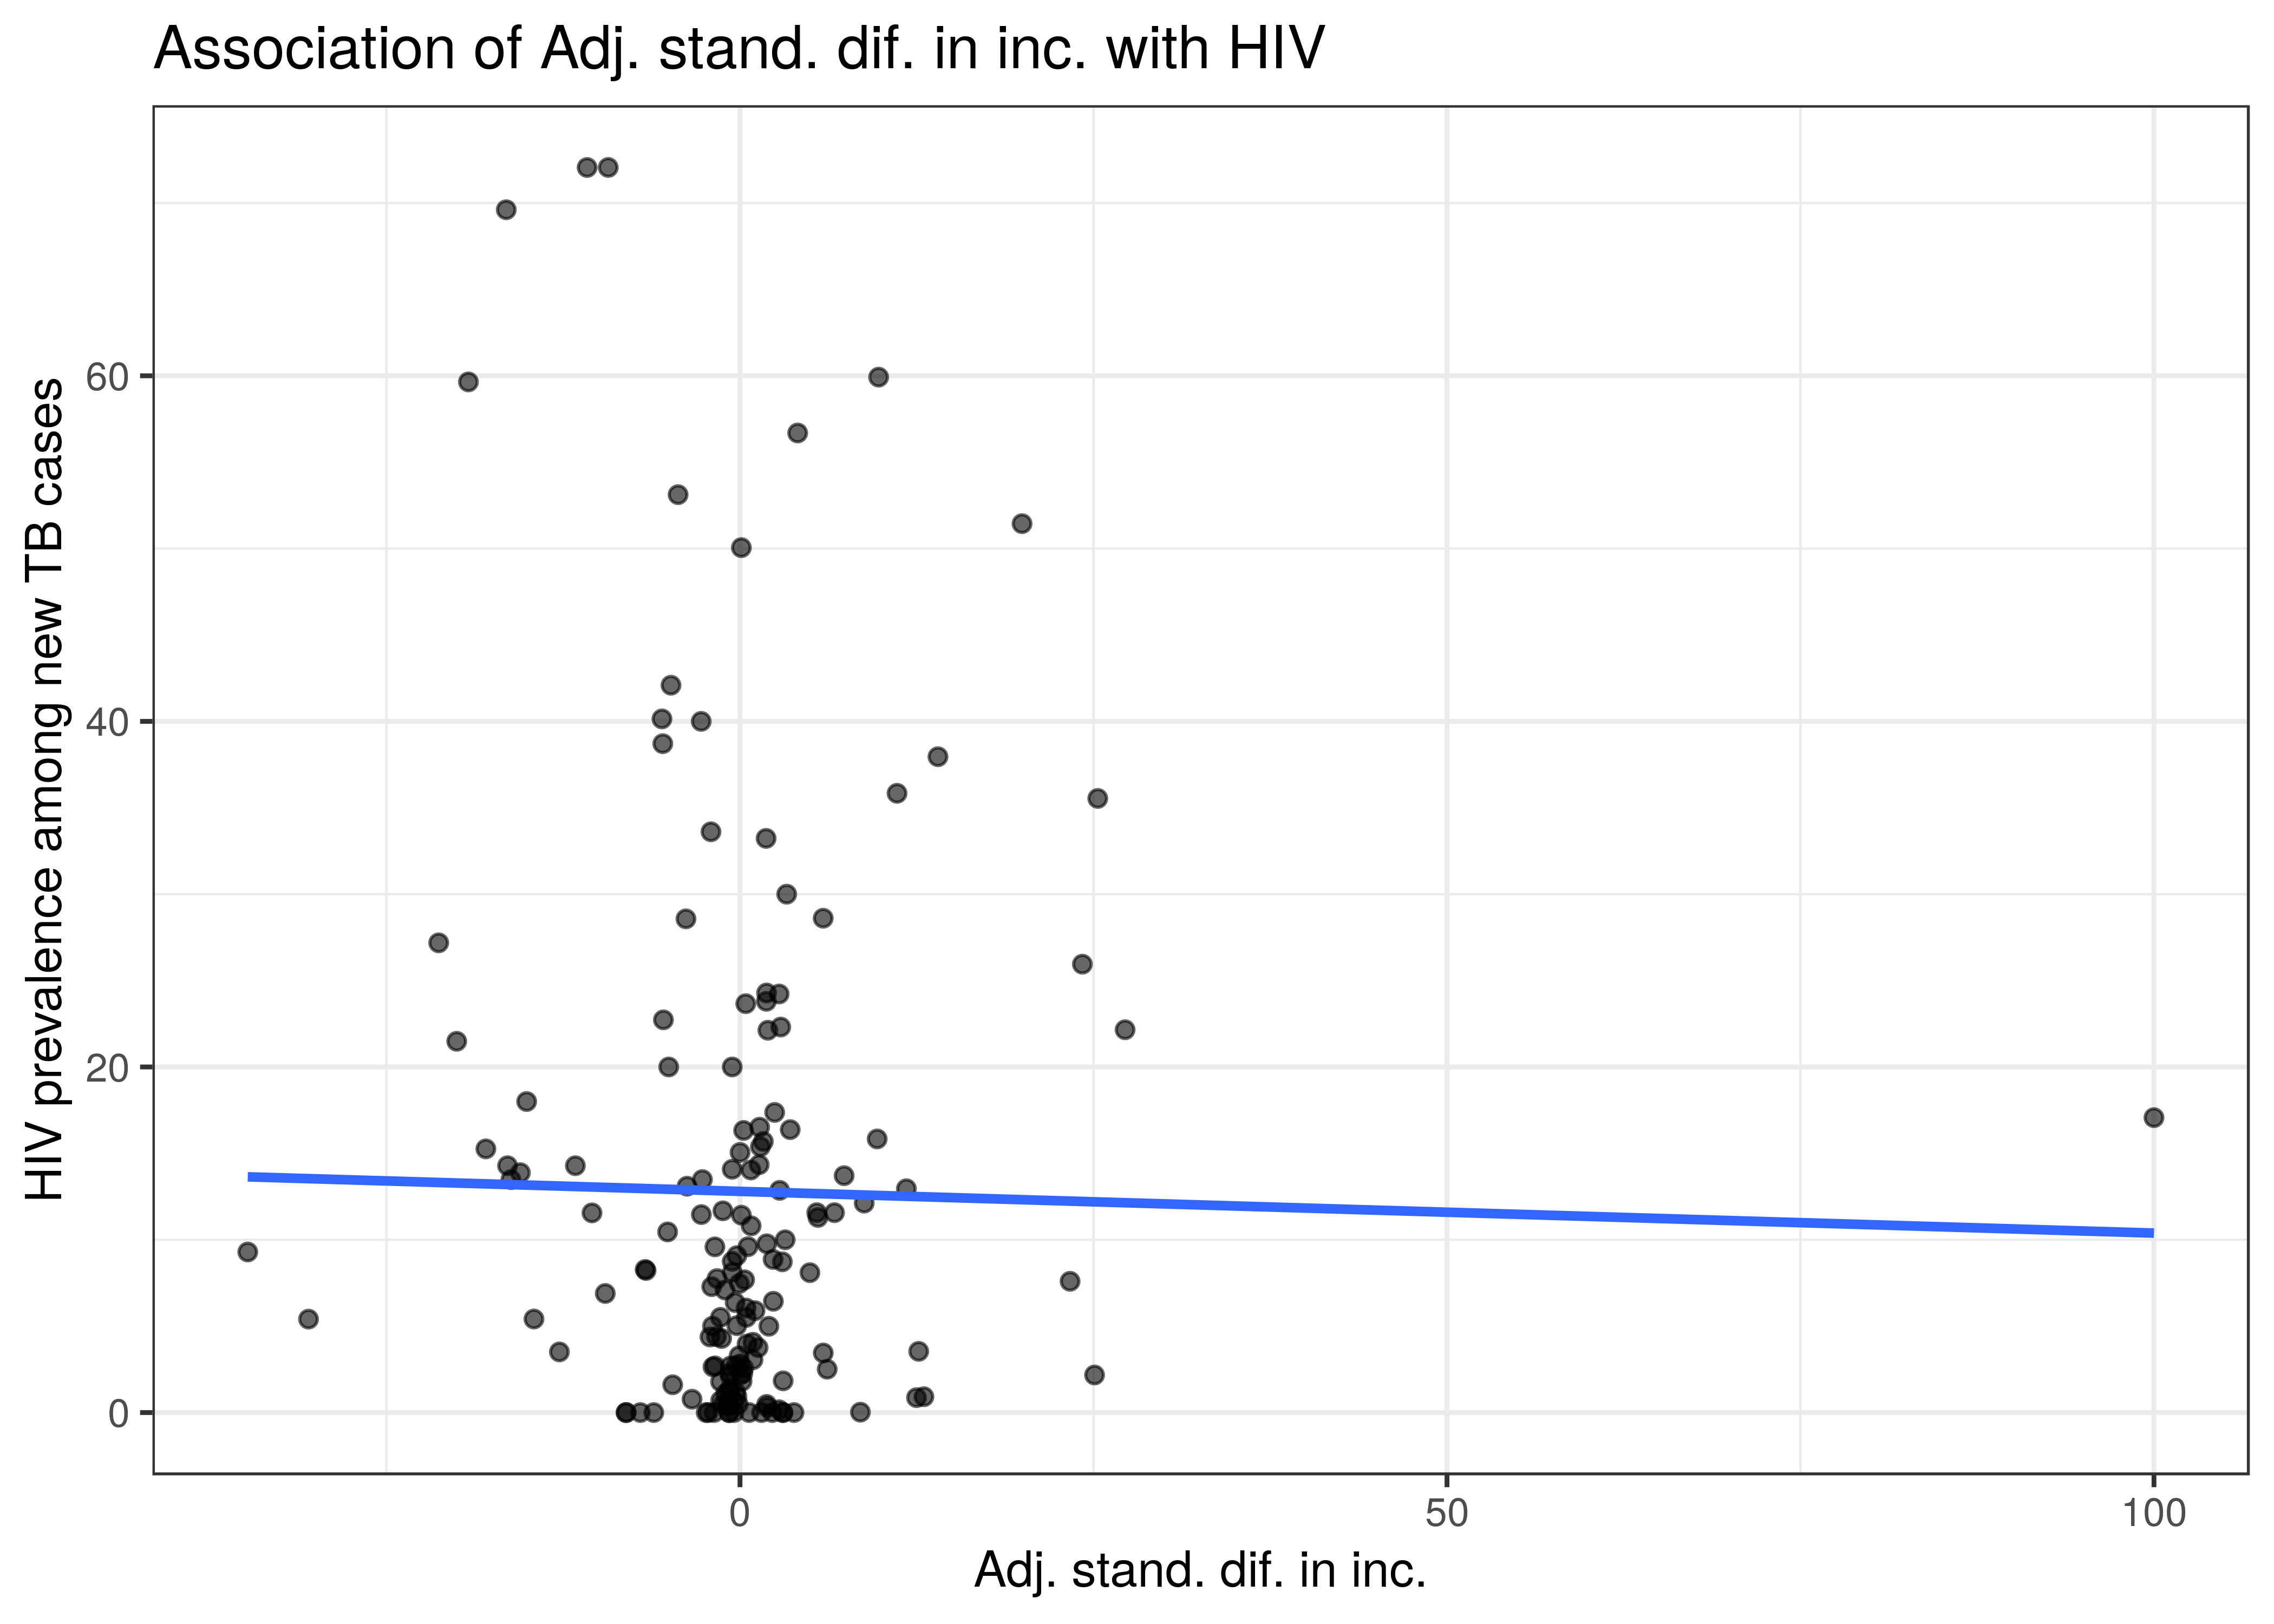 Association of Adj. stand. dif. in inc. with HIV
HIV prevalence among new TB cases
60
40
20
0
0
50
100
Adj. stand. dif. in inc.